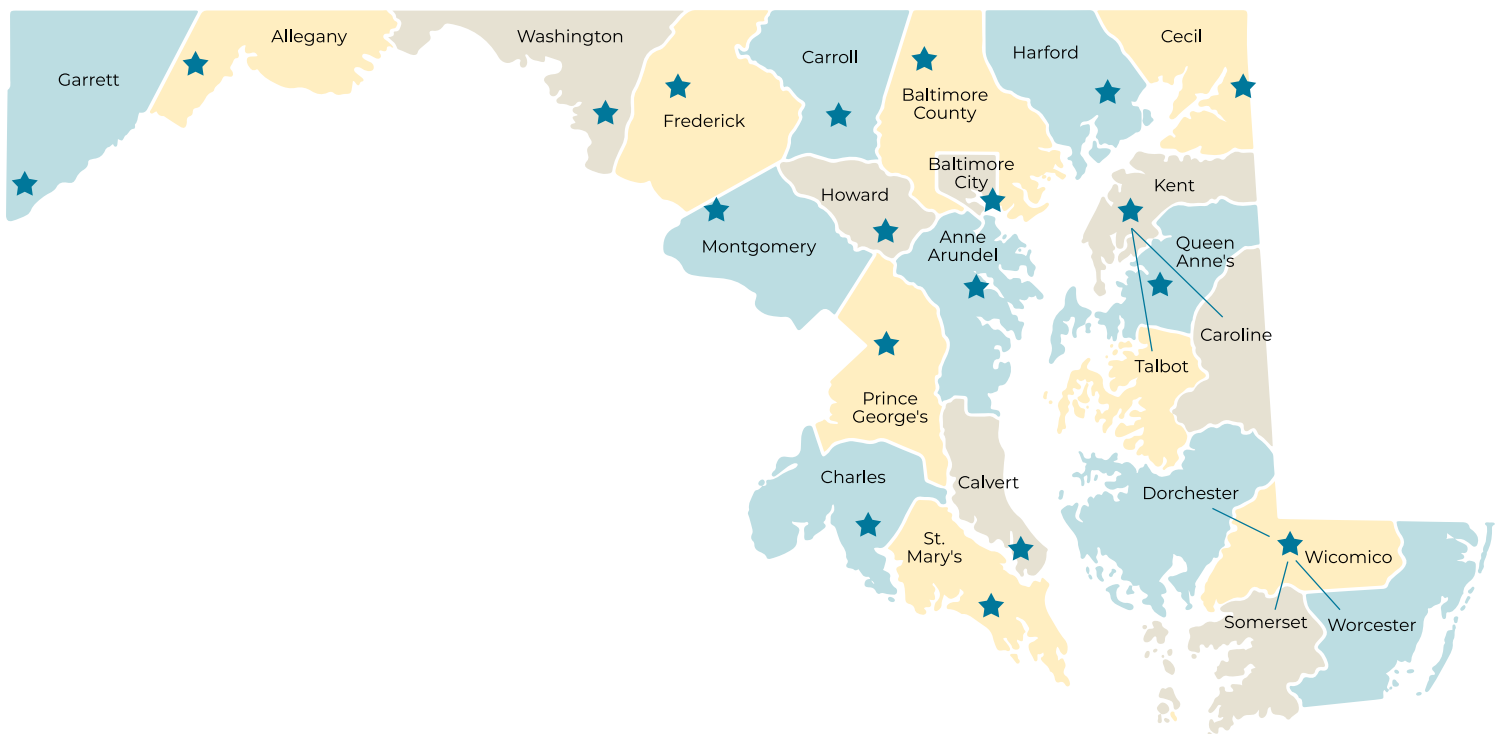 Garrett
Allegany
Washington
Frederick
Carroll
Baltimore
County
Harford
Cecil
Baltimore
City
Howard
Montgomery
Anne
Arundel
Kent
Queen
Anne's
Caroline
Talbot
Prince
George's
Charles
Calvert
St.
Mary's
Dorchester
Wicomico
Somerset
Worcester